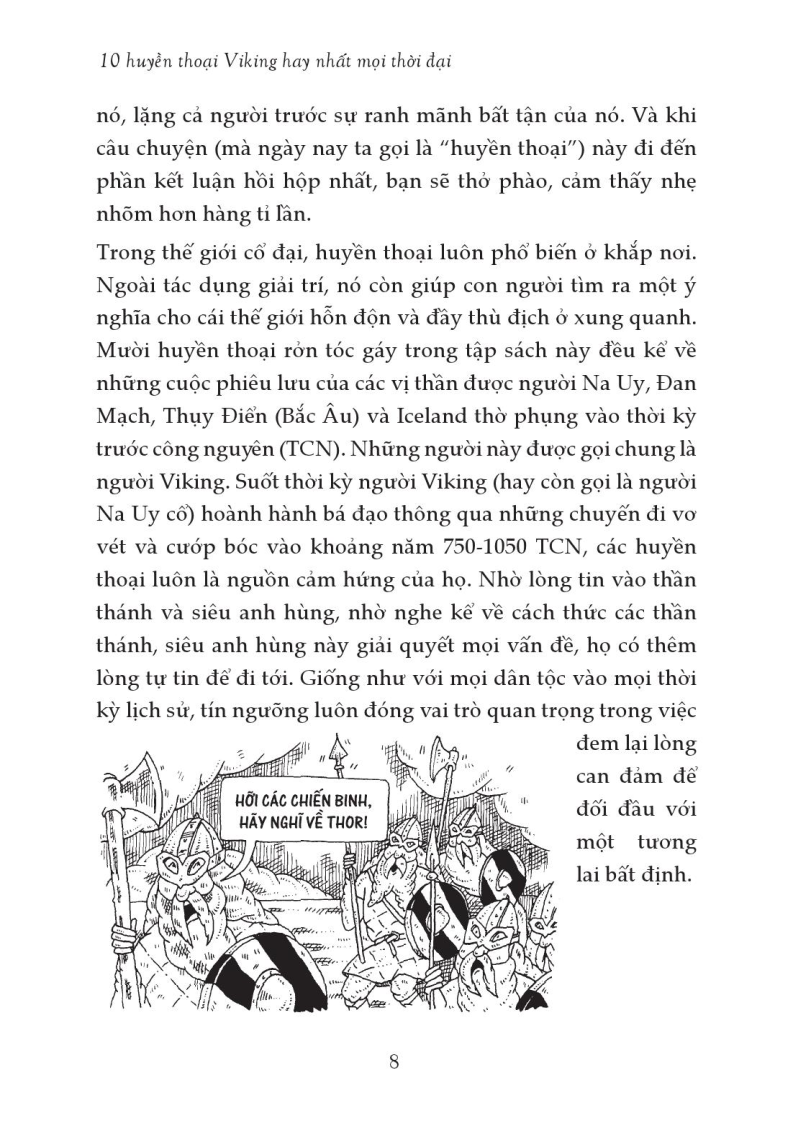 10 huyền thoại Viking hay nhất mọi thời đại
nó, lặng cả người trước sự ranh mãnh bất tận của nó. Và khi
câu chuyện (mà ngày nay ta gọi là “huyền thoại”) này đi đến
phần kết luận hồi hộp nhất, bạn sẽ thở phào, cảm thấy nhẹ
nhõm hơn hàng tỉ lần.
Trong thế giới cổ đại, huyền thoại luôn phổ biến ở khắp nơi.
Ngoài tác dụng giải trí, nó còn giúp con người tìm ra một ý
nghĩa cho cái thế giới hỗn độn và đầy thù địch ở xung quanh.
Mười huyền thoại rởn tóc gáy trong tập sách này đều kể về
những cuộc phiêu lưu của các vị thần được người Na Uy, Đan
Mạch, Thụy Điển (Bắc Âu) và Iceland thờ phụng vào thời kỳ
trước công nguyên (TCN). Những người này được gọi chung là
người Viking. Suốt thời kỳ người Viking (hay còn gọi là người
Na Uy cổ) hoành hành bá đạo thông qua những chuyến đi vơ
vét và cướp bóc vào khoảng năm 750-1050 TCN, các huyền
thoại luôn là nguồn cảm hứng của họ. Nhờ lòng tin vào thần
thánh và siêu anh hùng, nhờ nghe kể về cách thức các thần
thánh, siêu anh hùng này giải quyết mọi vấn đề, họ có thêm
lòng tự tin để đi tới. Giống như với mọi dân tộc vào mọi thời
kỳ lịch sử, tín ngưỡng luôn đóng vai trò quan trọng trong việc
đem lại lòng
can đảm để
đối đầu với
một tương
lai bất định.
HỠI CÁC CHIẾN BINH,
HÃY NGHĨ VỀ THOR!
8